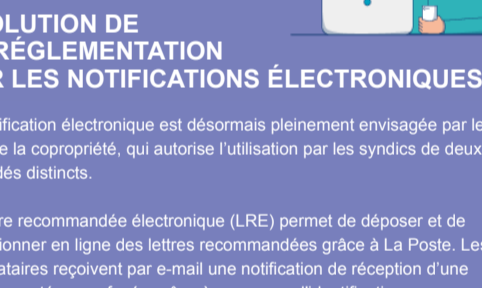 OLUTION DE
RÉGLEMENTATION
R LES NOTIFICATIONS ÉLECTRONIQUES
ification électronique est désormais pleinement envisagée par le
e la copropriété, qui autorise l'utilisation par les syndics de deux
dés distincts.
re recommandée électronique (LRE) permet de déposer et de
ionner en ligne des lettres recommandées grâce à La Poste. Les
ataires reçoivent par e-mail une notification de réception d'une